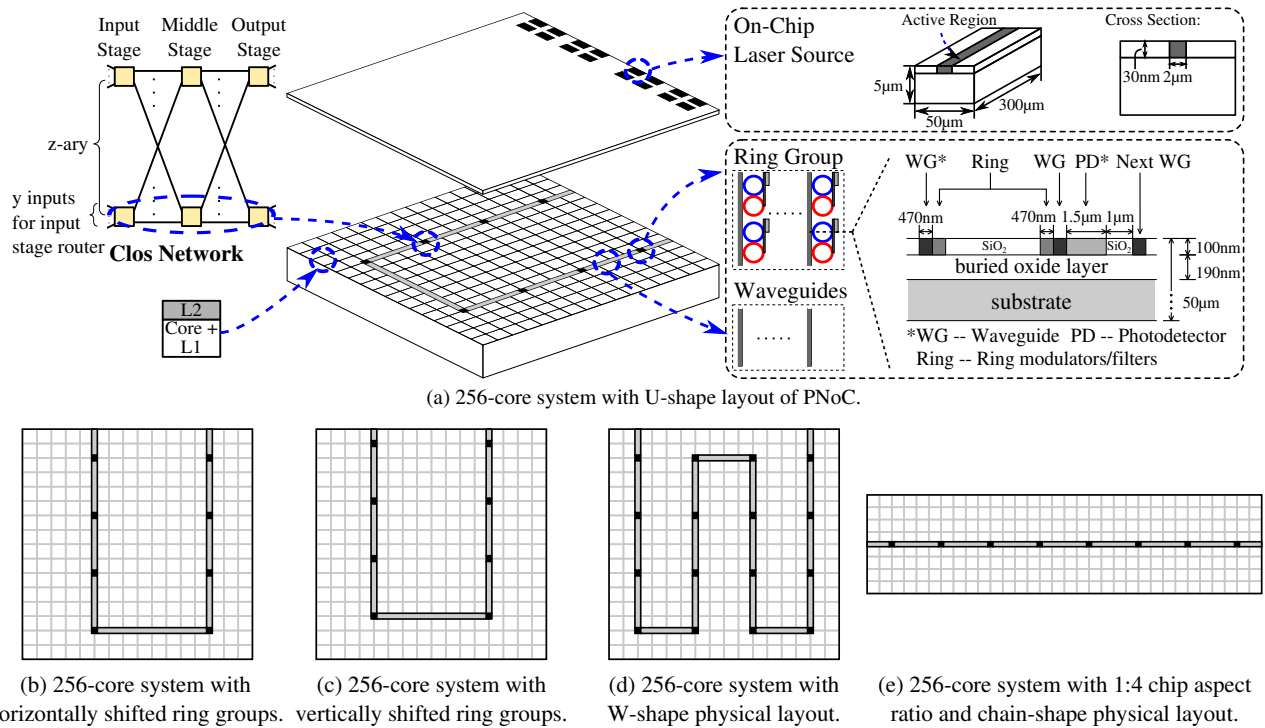 Input
Stage
Middle
Stage
Output
Stage
z-ary
y inputs
for input
stage router
Clos Network
L2
Core +
L1
On-Chip
Laser Source
Active Region
5μm
50μm
300μm
Cross Section:
30nm
2μm
Ring Group
Waveguides
WG*
Ring
WG
PD*
Next WG
470nm
470nm
1.5μm
1μm
SiO2
SiO2
100nm
buried oxide layer
190nm
substrate
50μm
*WG -- Waveguide PD -- Photodetector
Ring -- Ring modulators/filters
(a) 256-core system with U-shape layout of PNoC.
(b) 256-core system with
orizontally shifted ring groups.
(c) 256-core system with
vertically shifted ring groups.
(d) 256-core system with
W-shape physical layout.
(e) 256-core system with 1:4 chip aspect
ratio and chain-shape physical layout.